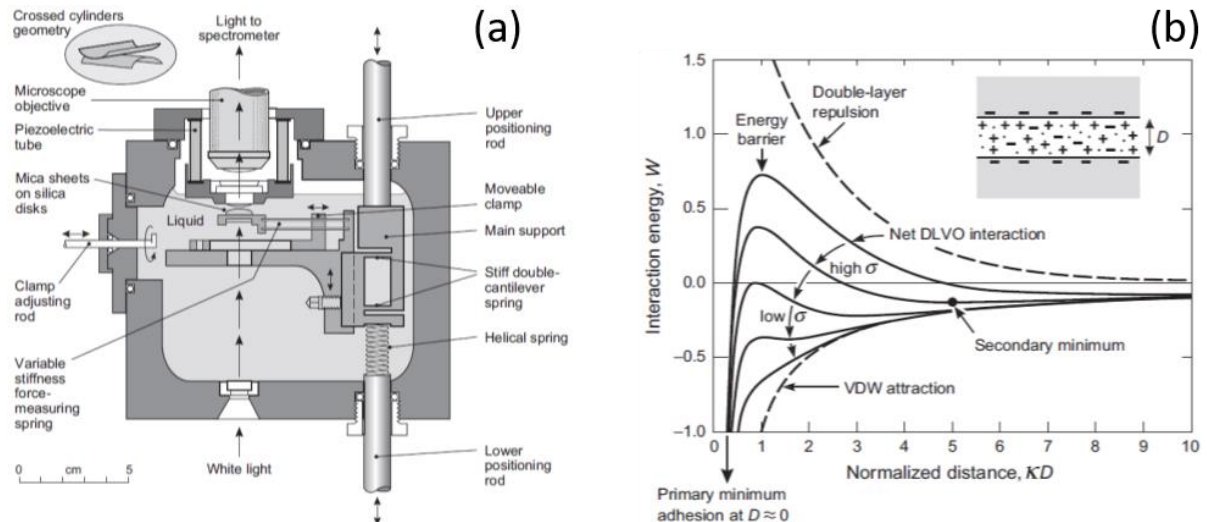 (a)
Crossed cylinders
geometry
Light to
spectrometer
Microscope
objective
Piezoelectric
tube
Mica sheets
on silica
disks
Liquid
Clamp
adjusting
rod
Variable
stiffness
force-
measuring
spring
0 cm 5
White light
Upper
positioning
rod
Moveable
clamp
Main support
Stiff double-
cantilever
spring
Helical spring
Lower
positioning
rod
(b)
Interaction energy, W
1.5
1.0
0.5
0.0
–0.5
–1.0
Double-layer
repulsion
Energy
barrier
D
Net DLVO interaction
high σ
low σ
Secondary minimum
VDW attraction
0 1 2 3 4 5 6 7 8 9 10
Normalized distance, κD
Primary minimum
adhesion at D ≈ 0